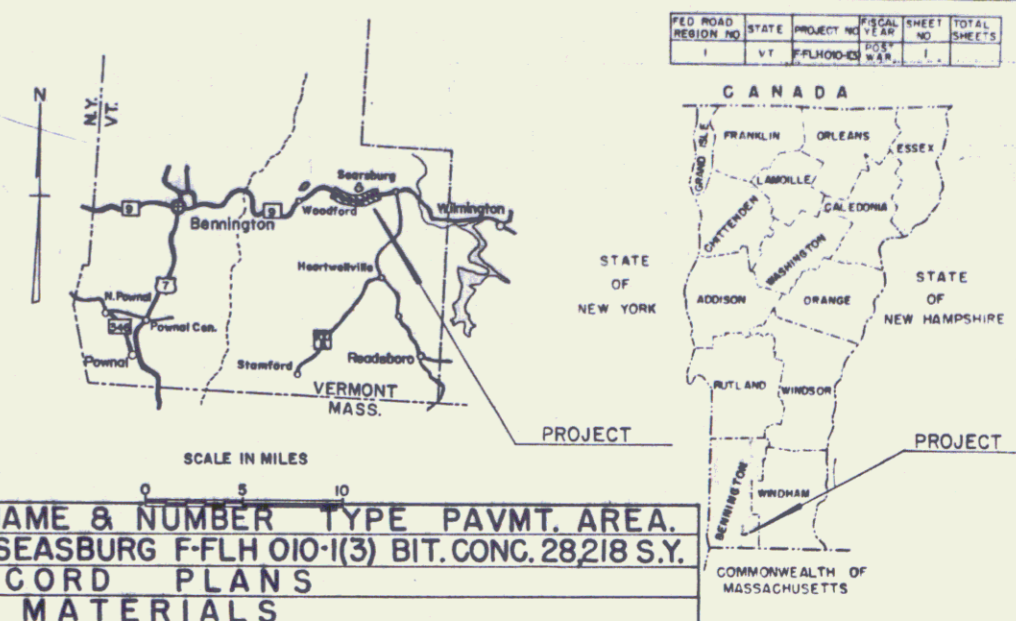 FED ROAD REGION NO
STATE
PROJECT NO
FISCAL YEAR
SHEET NO
TOTAL SHEETS
1
VT
F-FLH010-1(3)
POST WAR
1
N
N.Y.
VT.
9
Bennington
9
Woodford
Searsburg
Wilmington
Heartwellville
7
N. Pownal
346
Pownal Cen.
Pownal
Stamford
Readsboro
VERMONT
MASS.
PROJECT
SCALE IN MILES
0 5 10
CANADA
GRAND ISLE
FRANKLIN
ORLEANS
ESSEX
LAMOILLE
CHITTENDEN
CALEDONIA
WASHINGTON
STATE
OF
NEW YORK
ADDISON
ORANGE
STATE
OF
NEW HAMPSHIRE
RUTLAND
WINDSOR
PROJECT
BENNINGTON
WINDHAM
COMMONWEALTH OF
MASSACHUSETTS
AME & NUMBER TYPE PAVMT. AREA.
SEASBURG F-FLH 010-1(3) BIT. CONC. 28,218 S.Y.
CORD PLANS
MATERIALS